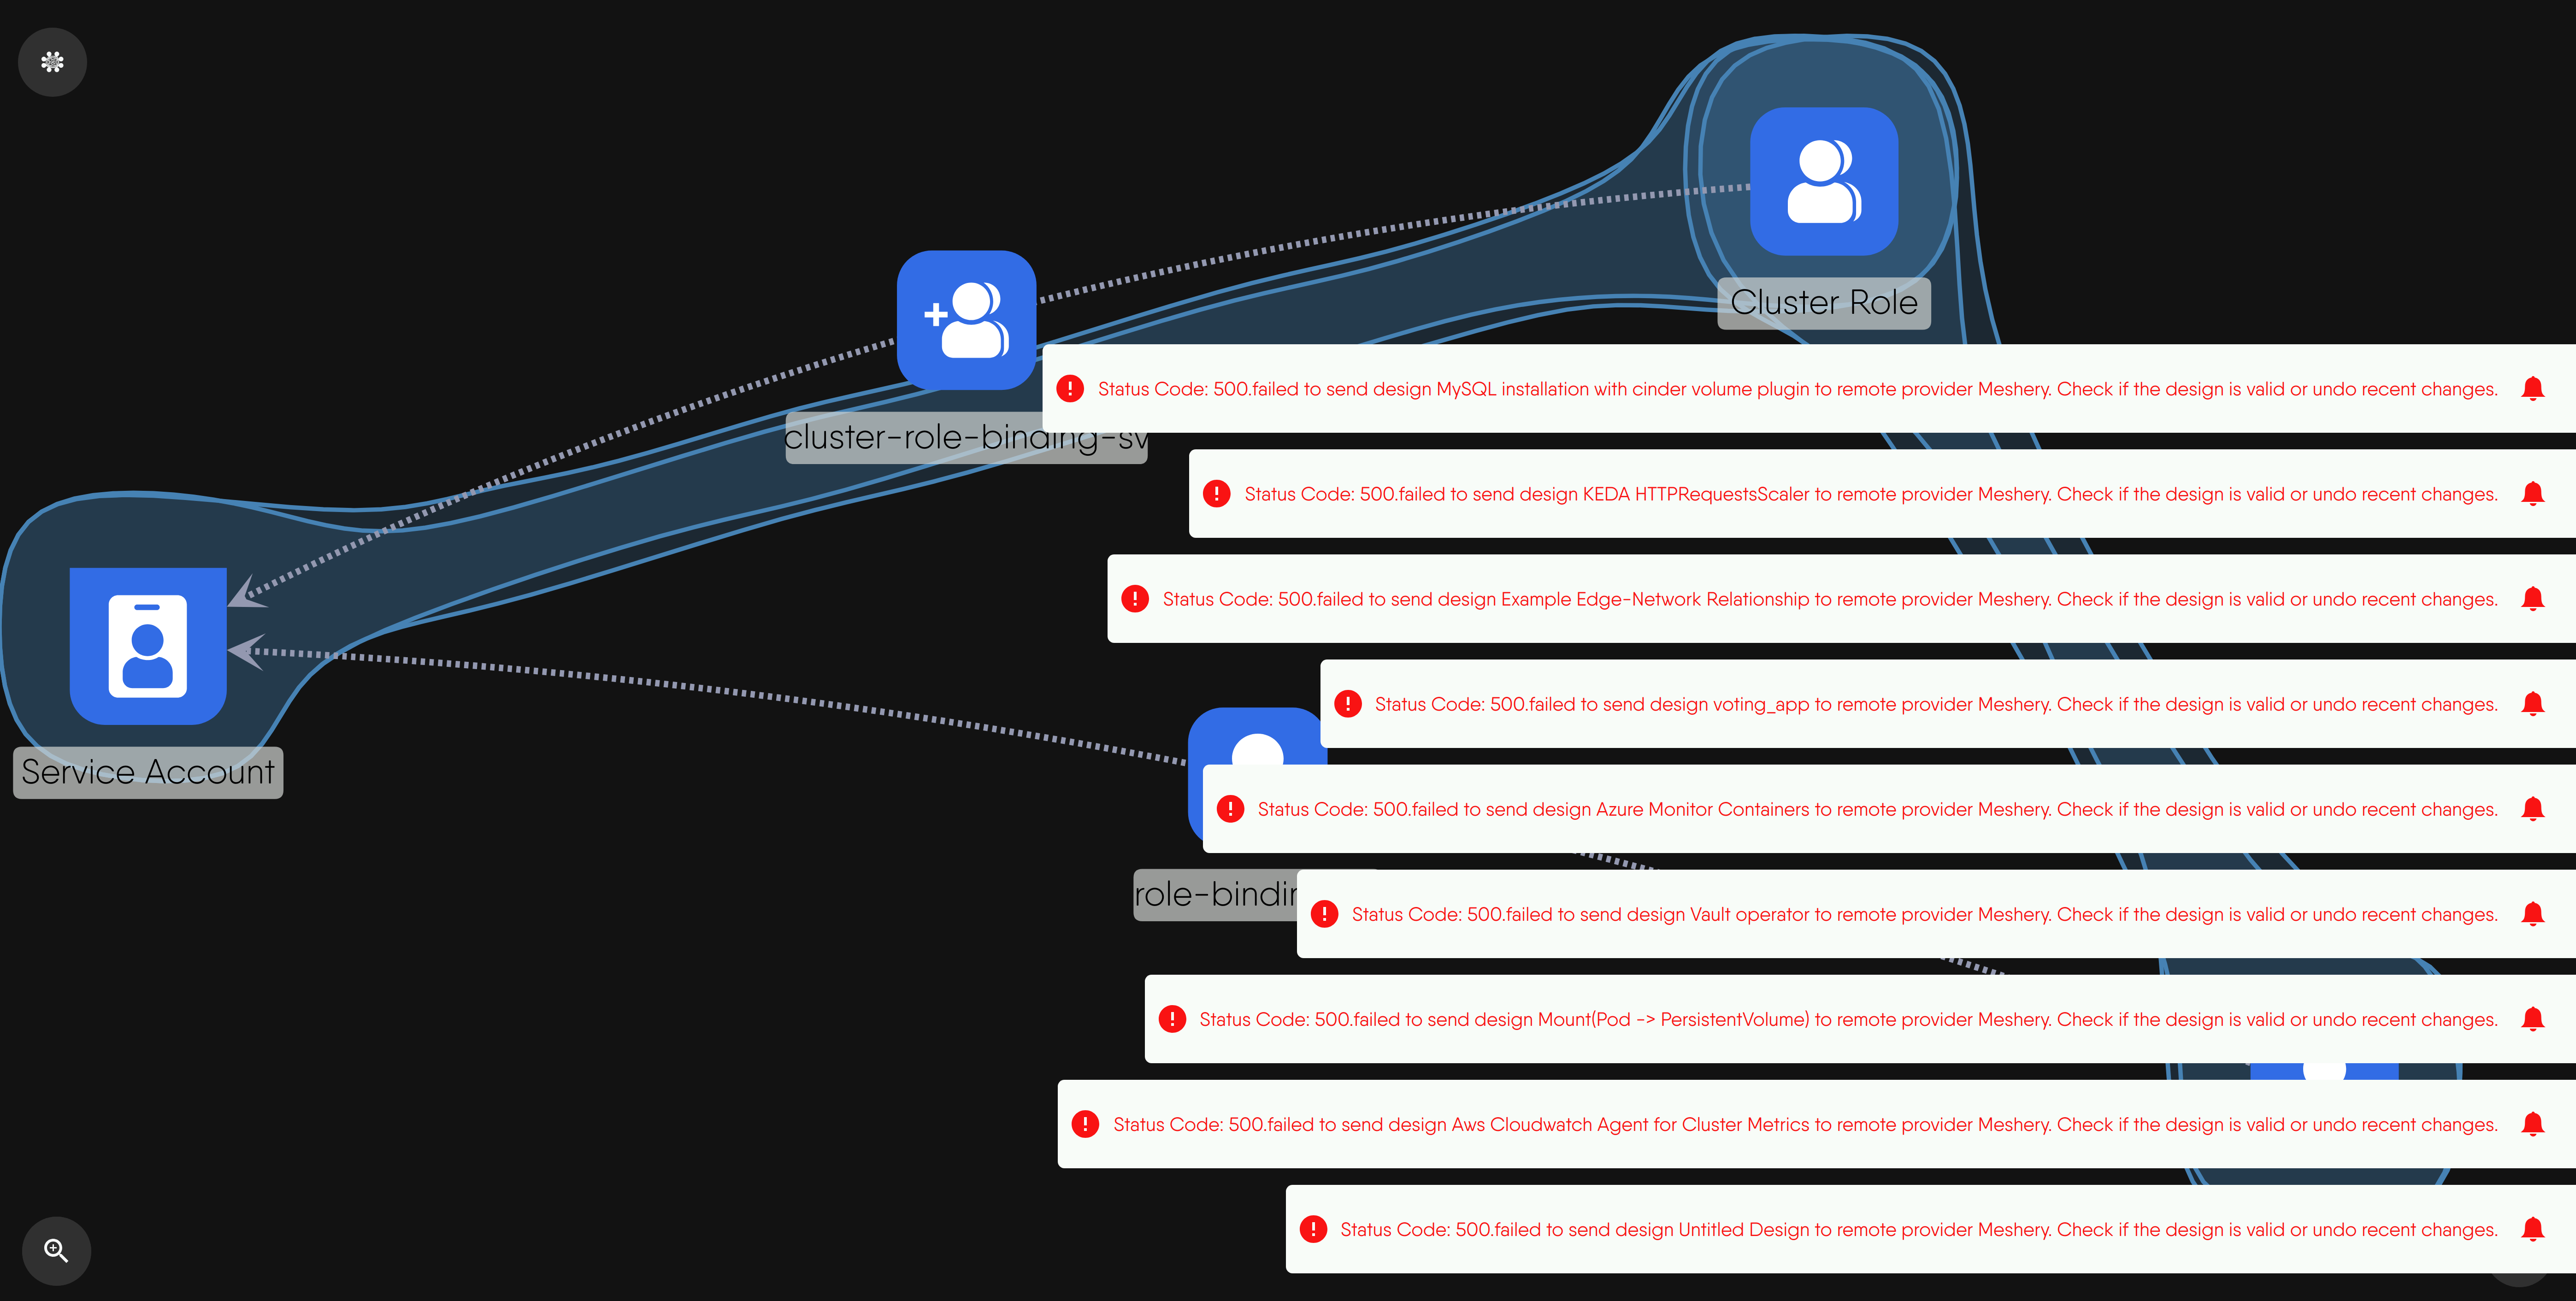 Cluster Role
Status Code: 500.failed to send design MySQL installation with cinder volume plugin to remote provider Meshery. Check if the design is valid or undo recent changes.
cluster-role-binding-sv
Status Code: 500.failed to send design KEDA HTTPRequestsScaler to remote provider Meshery. Check if the design is valid or undo recent changes.
Status Code: 500.failed to send design Example Edge-Network Relationship to remote provider Meshery. Check if the design is valid or undo recent changes.
Status Code: 500.failed to send design voting_app to remote provider Meshery. Check if the design is valid or undo recent changes.
Service Account
Status Code: 500.failed to send design Azure Monitor Containers to remote provider Meshery. Check if the design is valid or undo recent changes.
Status Code: 500.failed to send design Vault operator to remote provider Meshery. Check if the design is valid or undo recent changes.
Status Code: 500.failed to send design Mount(Pod -> PersistentVolume) to remote provider Meshery. Check if the design is valid or undo recent changes.
Status Code: 500.failed to send design Aws Cloudwatch Agent for Cluster Metrics to remote provider Meshery. Check if the design is valid or undo recent changes.
Status Code: 500.failed to send design Untitled Design to remote provider Meshery. Check if the design is valid or undo recent changes.